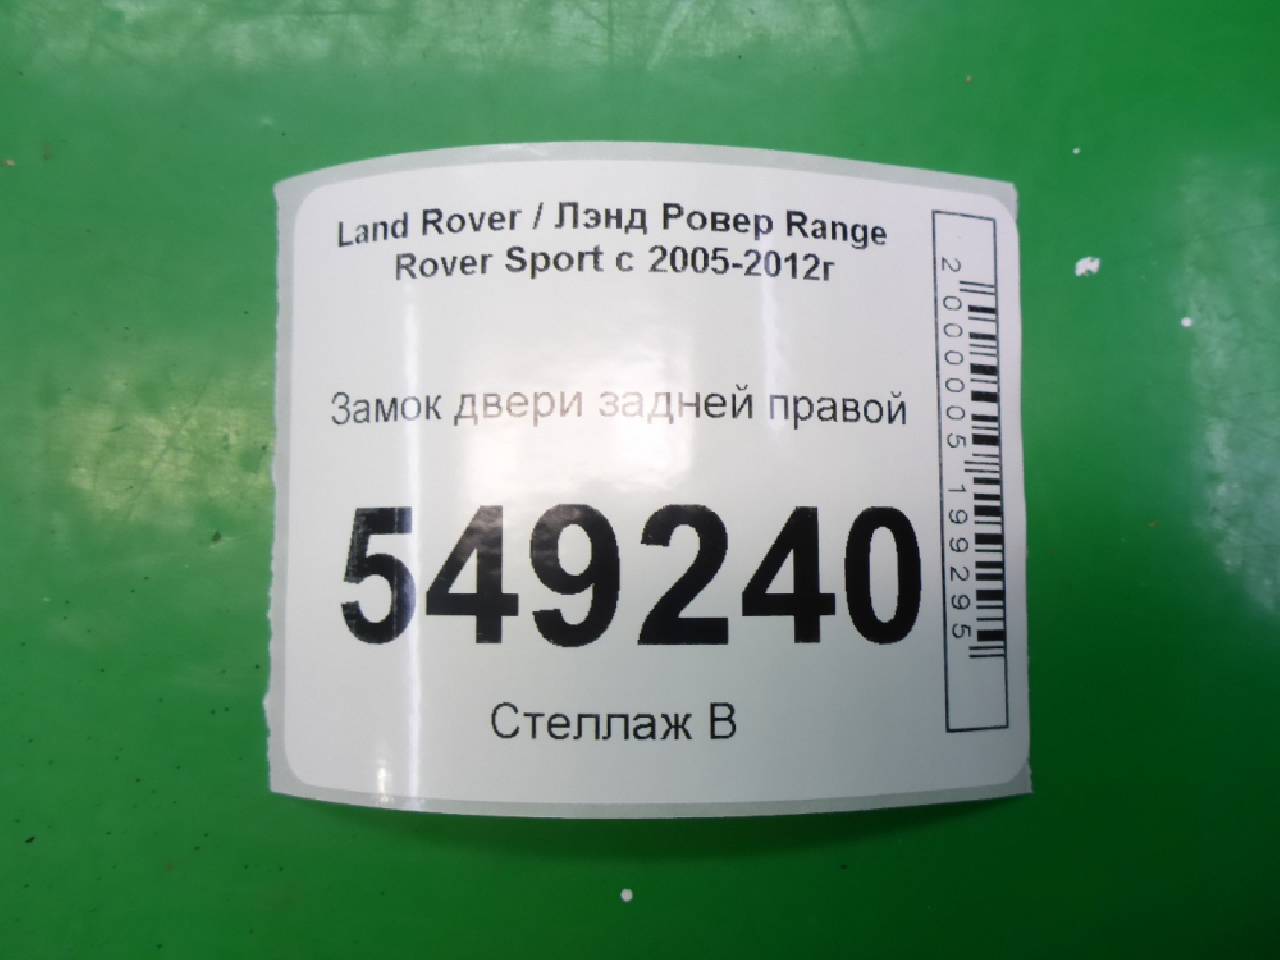 Land Rover / Лэнд Ровер Range
Rover Sport с 2005-2012г
Замок двери задней правой
549240
Стеллаж В
2000005199295